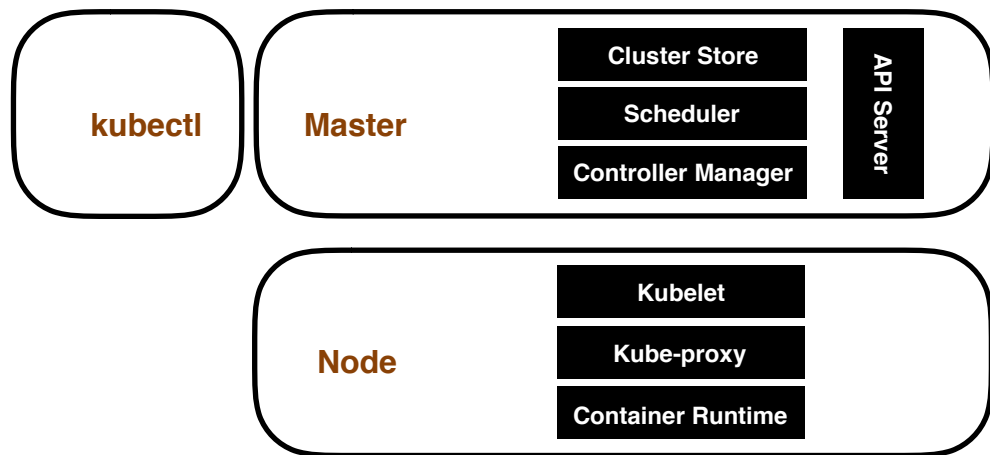 kubectl
Master
Cluster Store
Scheduler
Controller Manager
API Server
Node
Kubelet
Kube-proxy
Container Runtime